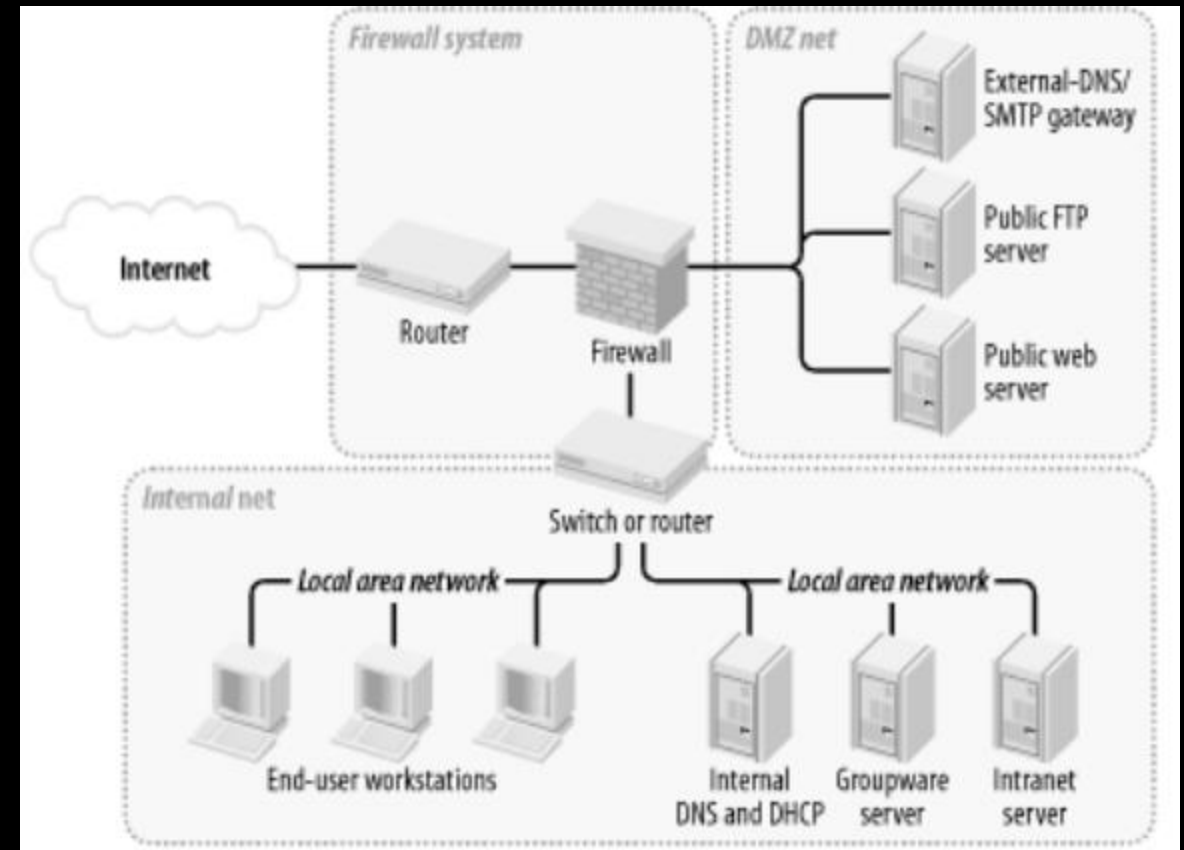 Firewall system
DMZ net
External-DNS/
SMTP gateway
Public FTP
server
Internet
Router
Firewall
Public web
server
Internal net
Switch or router
Local area network
Local area network
End-user workstations
Internal
DNS and DHCP
Groupware
server
Intranet
server